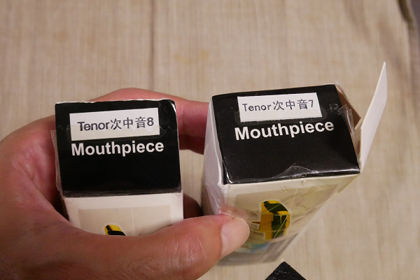 Tenor次中音8
Mouthpiece
Tenor次中音7
Mouthpiece